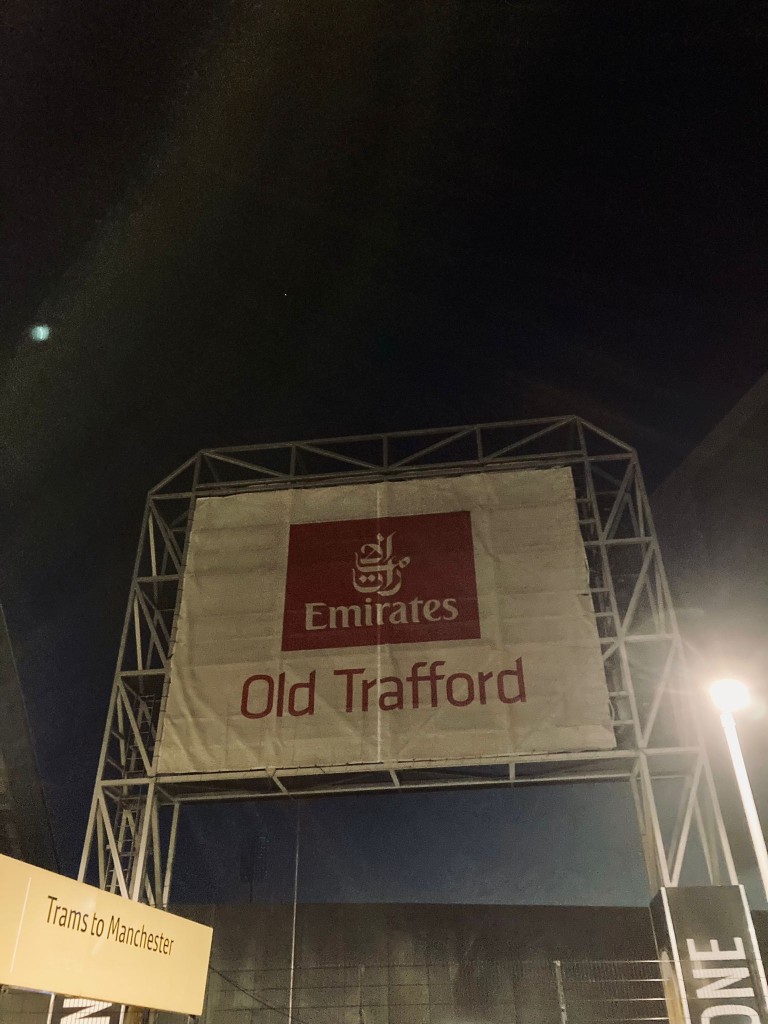 Emirates
Old Trafford
Trams to Manchester
ONE